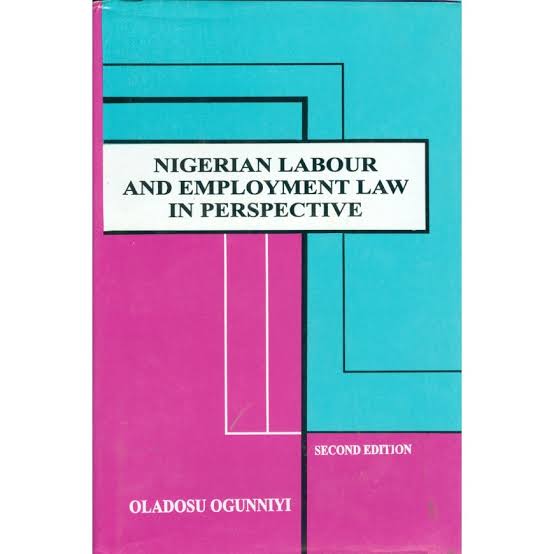 NIGERIAN LABOUR
AND EMPLOYMENT LAW
IN PERSPECTIVE
SECOND EDITION
OLADOSU OGUNNIYI